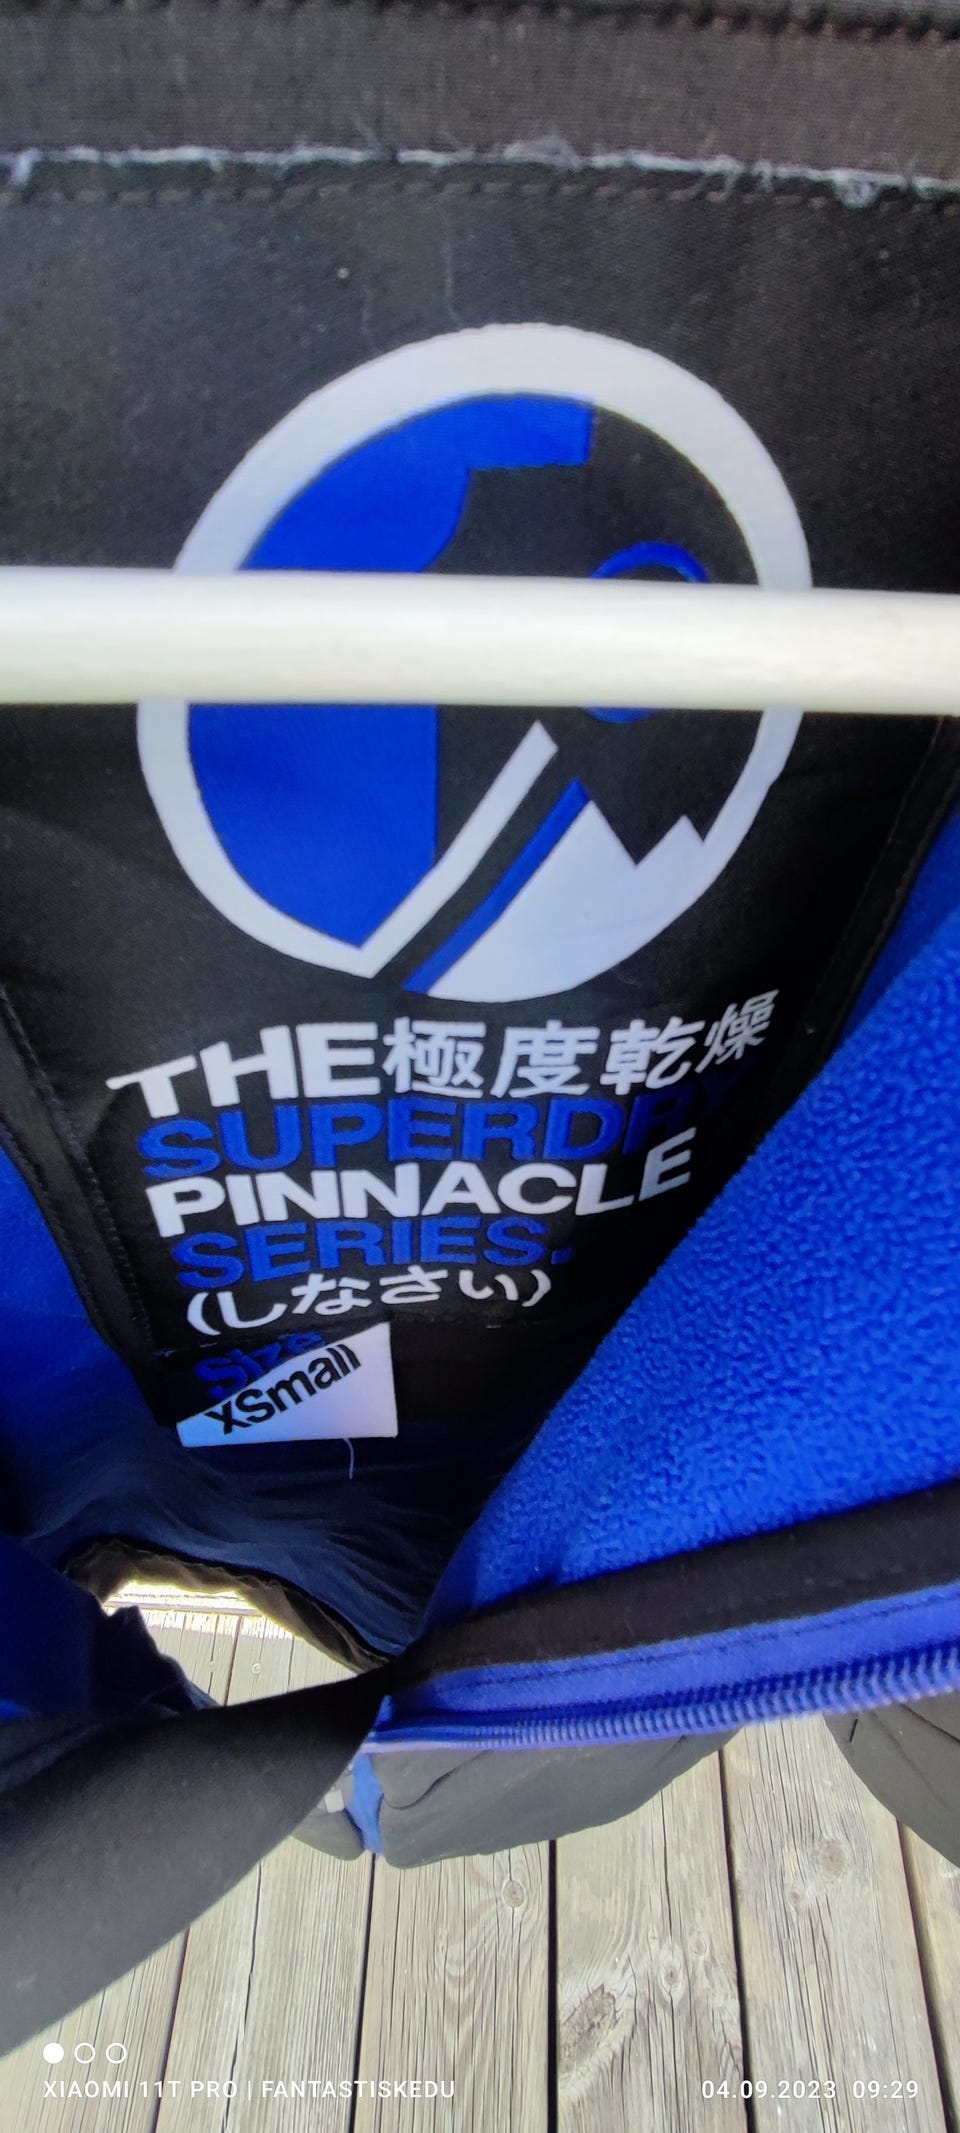 THE極度乾燥
SUPERDRY
PINNACLE
SERIES.
(しなさい)
Size
xSmall
XIAOMI 11T PRO | FANTASTISKEDU
04.09.2023 09:29